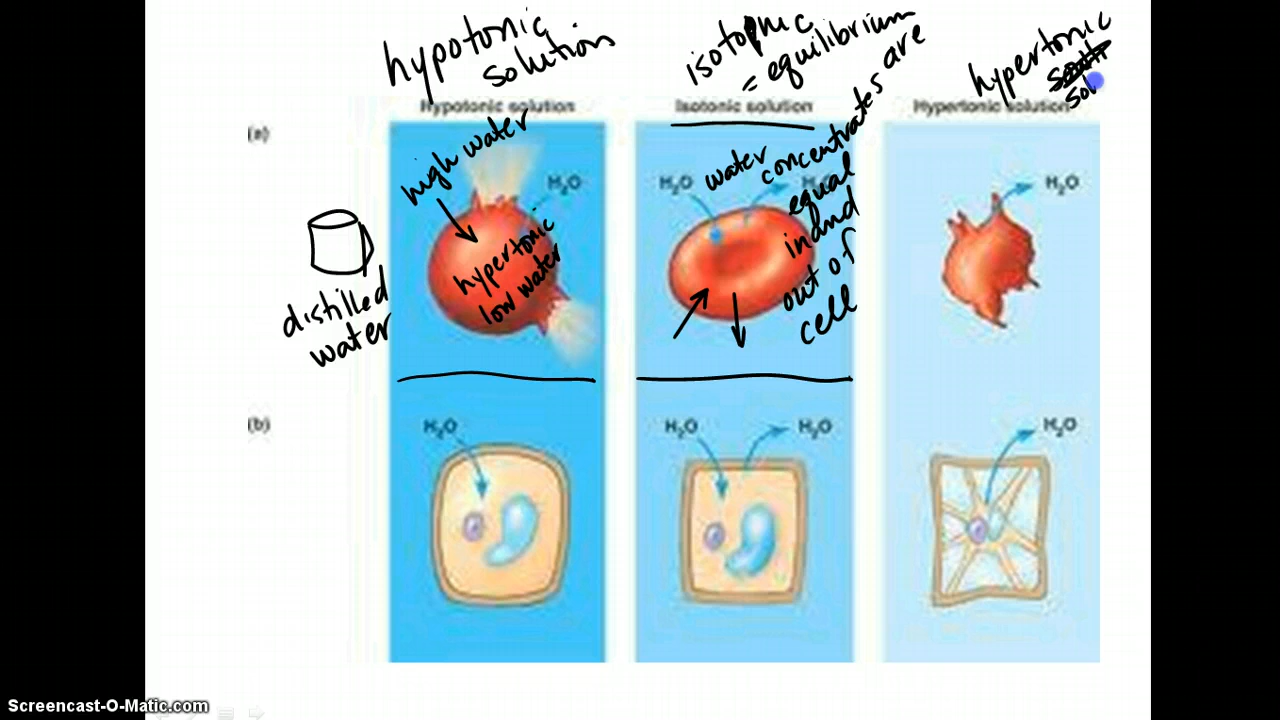 hypotonic
solution
isotonic
= equilibrium
hypertonic
sol
Hypotonic solution
Isotonic solution
Hypertonic solution
(a)
high water
H₂O
hypertonic
low water
distilled
water
H₂O
water
concentrates are
equal
in and
out of
cell
H₂O
(b)
H₂O
H₂O
H₂O
H₂O
Screencast-O-Matic.com